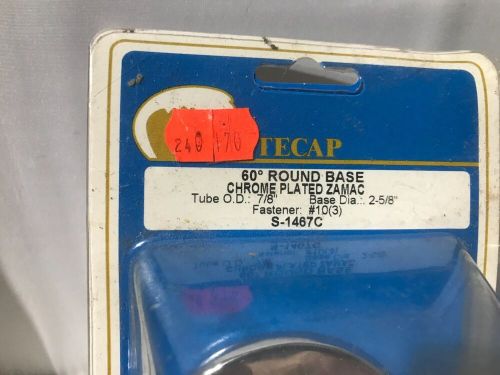 240 170
TECAP
60° ROUND BASE
CHROME PLATED ZAMAC
Tube O.D.: 7/8" Base Dia.: 2-5/8"
Fastener: #10(3)
S-1467C